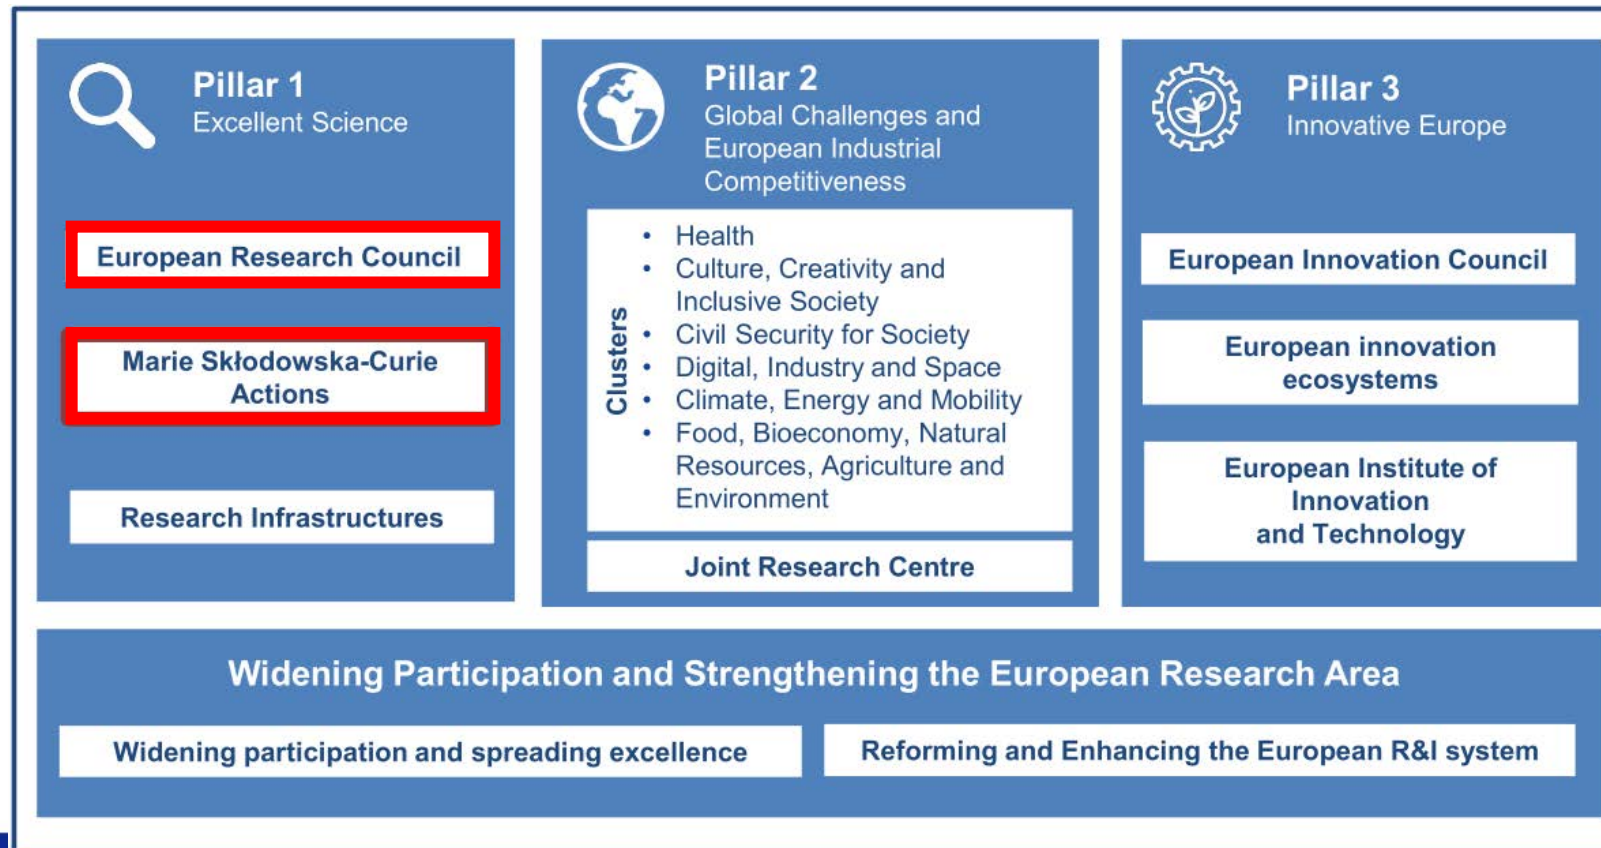 Pillar 1
Excellent Science
European Research Council
Marie Skłodowska-Curie
Actions
Research Infrastructures
Pillar 2
Global Challenges and
European Industrial
Competitiveness
Clusters
• Health
• Culture, Creativity and
Inclusive Society
• Civil Security for Society
• Digital, Industry and Space
• Climate, Energy and Mobility
• Food, Bioeconomy, Natural
Resources, Agriculture and
Environment
Joint Research Centre
Pillar 3
Innovative Europe
European Innovation Council
European innovation
ecosystems
European Institute of
Innovation
and Technology
Widening Participation and Strengthening the European Research Area
Widening participation and spreading excellence
Reforming and Enhancing the European R&I system